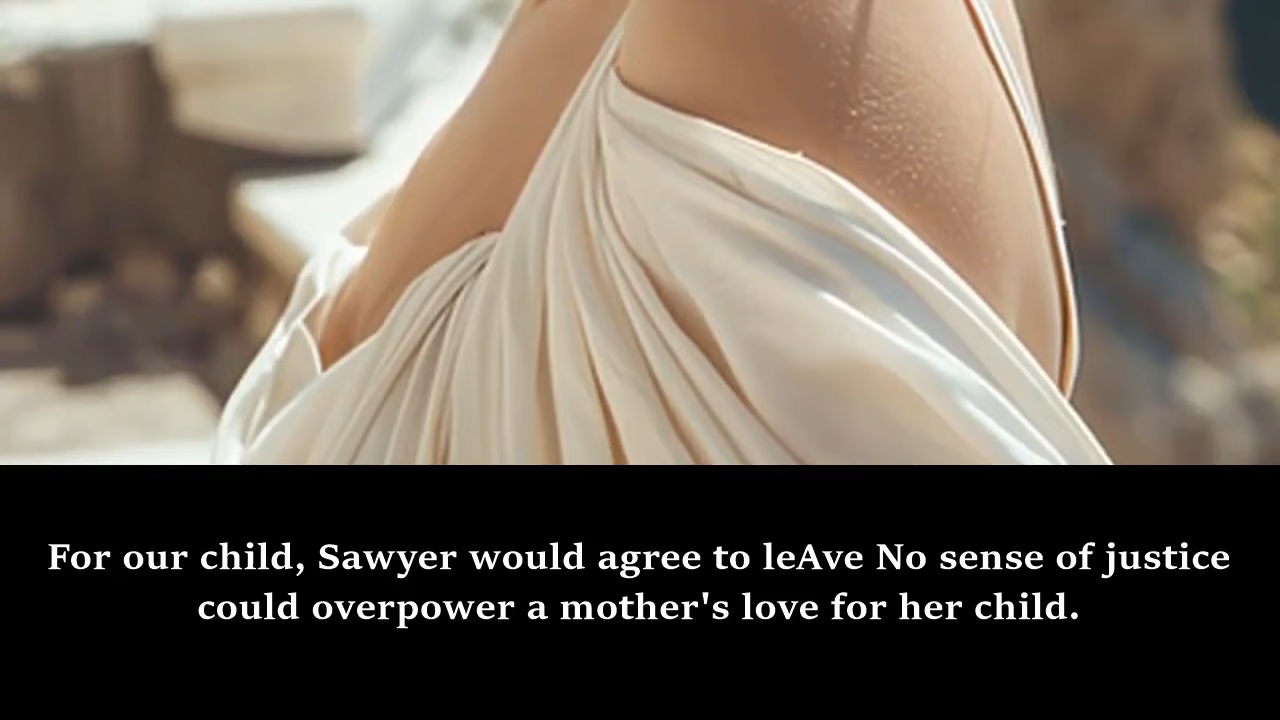 For our child, Sawyer would agree to leAve No sense of justice
could overpower a mother's love for her child.